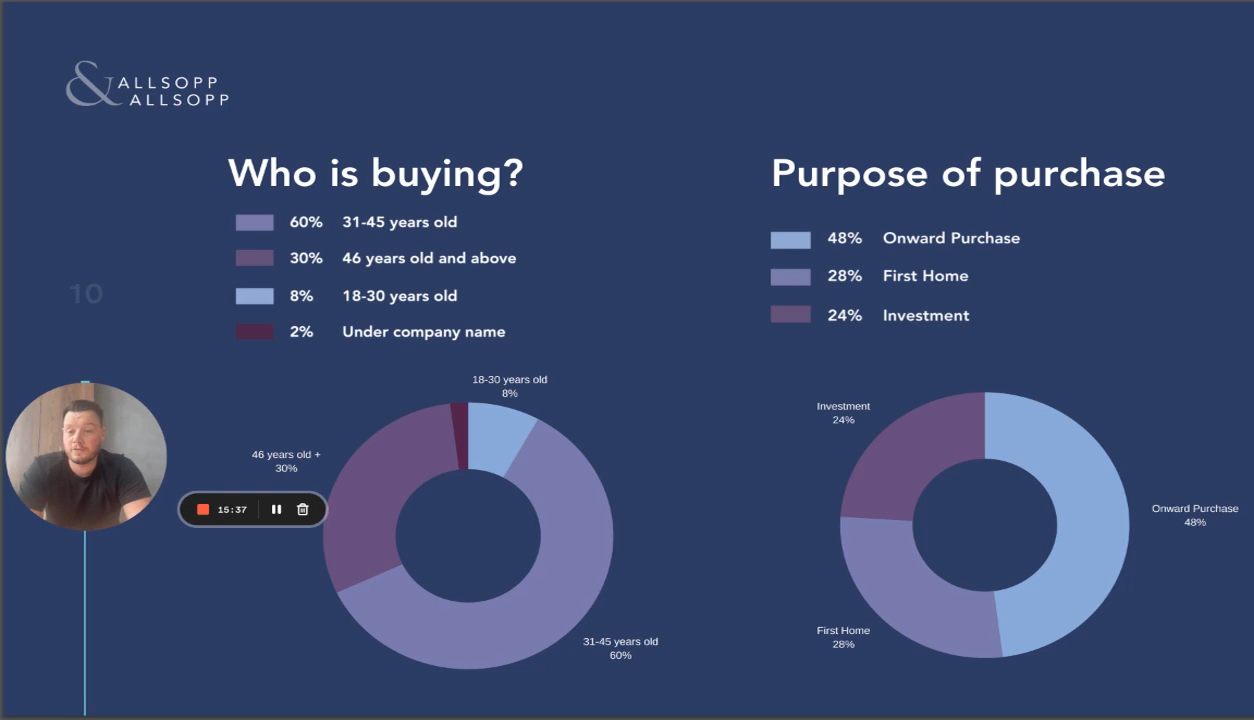 &ALLSOPP
ALLSOPP
Who is buying?
60% 31-45 years old
30% 46 years old and above
8% 18-30 years old
2% Under company name
Purpose of purchase
48% Onward Purchase
28% First Home
24% Investment
10
18-30 years old
8%
46 years old +
30%
15:37
31-45 years old
60%
Investment
24%
Onward Purchase
48%
First Home
28%